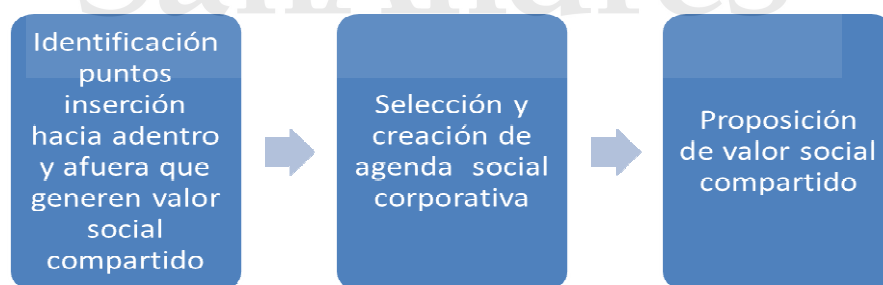 SanAndrés
Identificación
puntos
inserción
hacia adentro
y afuera que
generen valor
social
compartido
Selección y
creación de
agenda social
corporativa
Proposición
de valor social
compartido